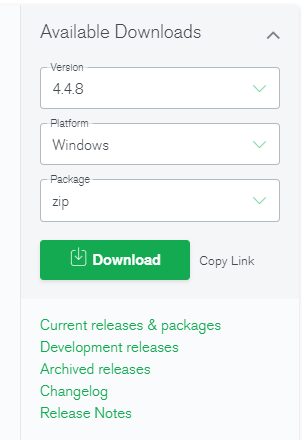 Available Downloads
Version
4.4.8
Platform
Windows
Package
zip
Download Copy Link
Current releases & packages
Development releases
Archived releases
Changelog
Release Notes